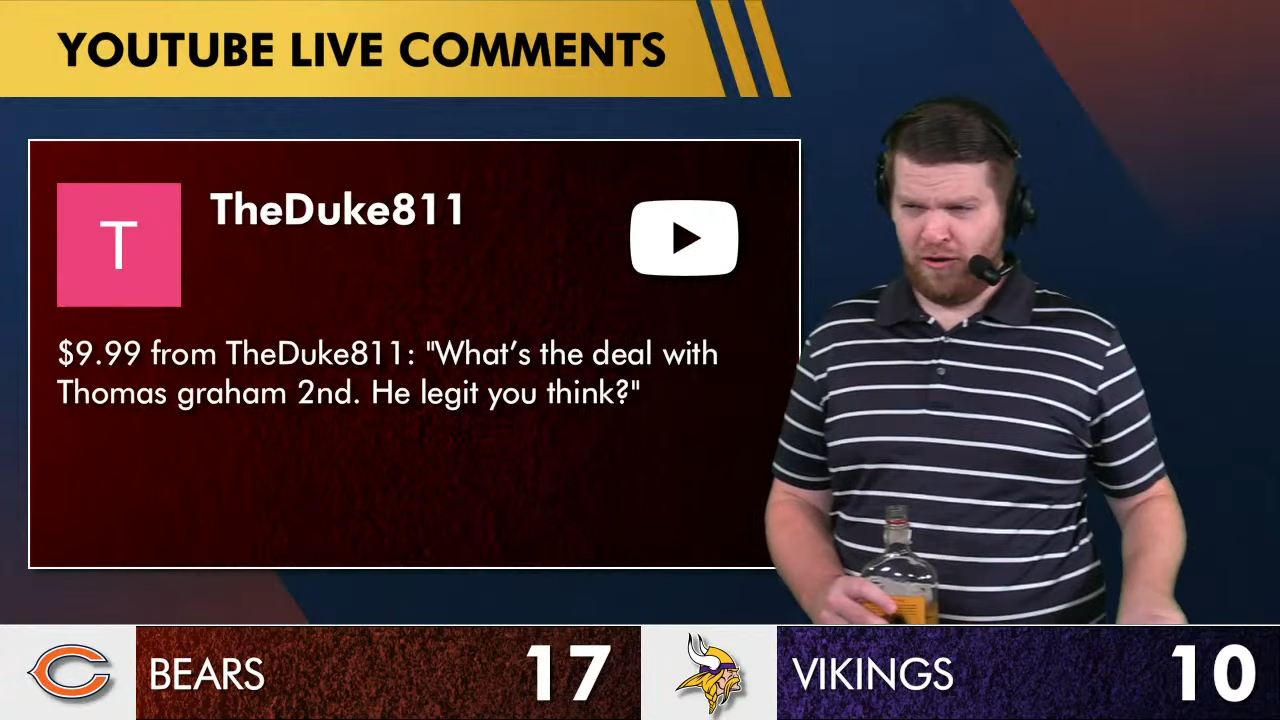 YOUTUBE LIVE COMMENTS
T
TheDuke811
$9.99 from TheDuke811: "What’s the deal with
Thomas graham 2nd. He legit you think?"
BEARS 17 VIKINGS 10